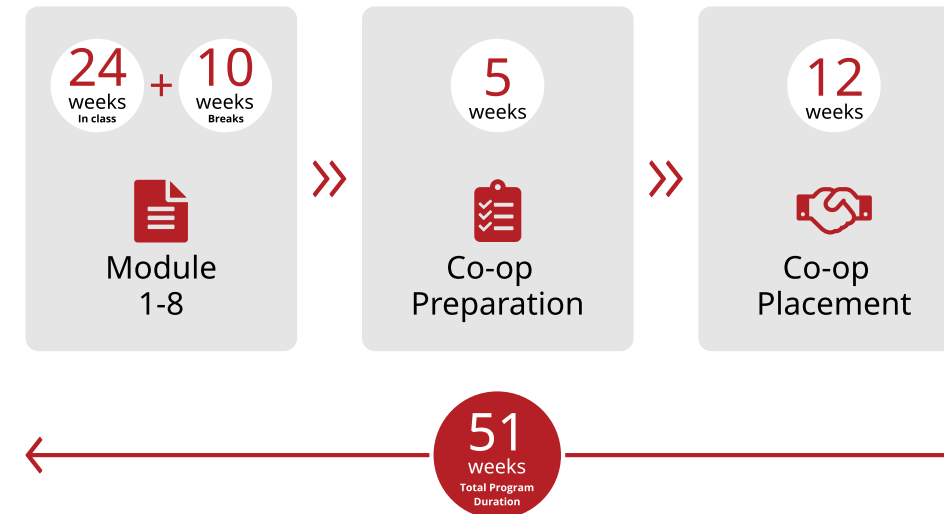 24
weeks
In class
+
10
weeks
Breaks
Module
1-8
5
weeks
Co-op
Preparation
12
weeks
Co-op
Placement
51
weeks
Total Program
Duration